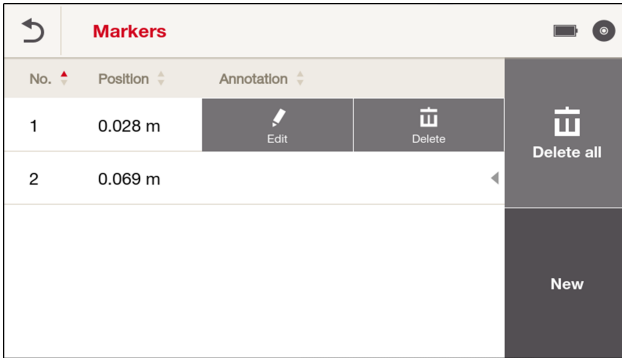 Markers
No. Position Annotation
1 0.028 m Edit Delete
2 0.069 m
Delete all
New